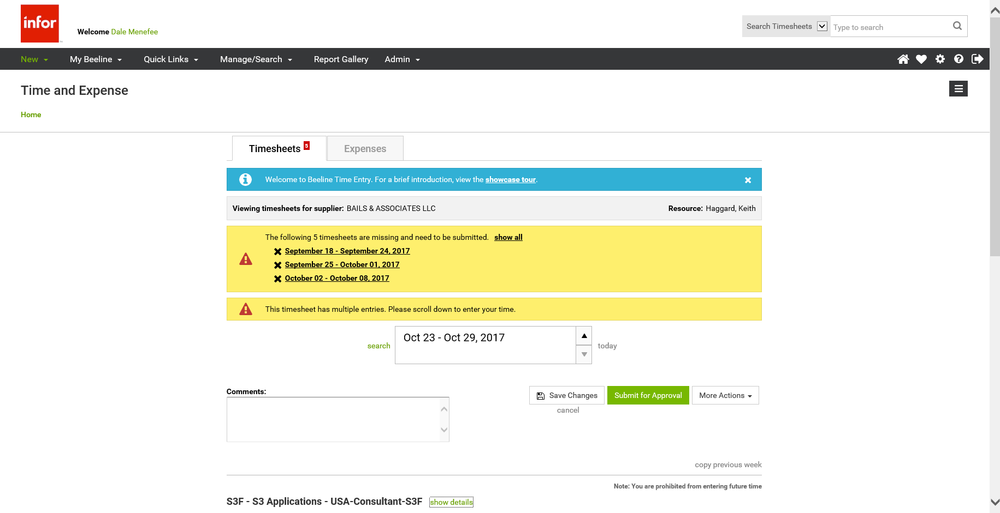 infor
Welcome Dale Menefee
Search Timesheets
Type to search
New
My Beeline
Quick Links
Manage/Search
Report Gallery
Admin
Time and Expense
Home
Timesheets 5
Expenses
Welcome to Beeline Time Entry. For a brief introduction, view the showcase tour.
Viewing timesheets for supplier: BAILS & ASSOCIATES LLC
Resource: Haggard, Keith
The following 5 timesheets are missing and need to be submitted. show all
September 18 - September 24, 2017
September 25 - October 01, 2017
October 02 - October 08, 2017
This timesheet has multiple entries. Please scroll down to enter your time.
search
Oct 23 - Oct 29, 2017
today
Comments:
Save Changes
Submit for Approval
More Actions
cancel
copy previous week
Note: You are prohibited from entering future time
S3F - S3 Applications - USA-Consultant-S3F show details